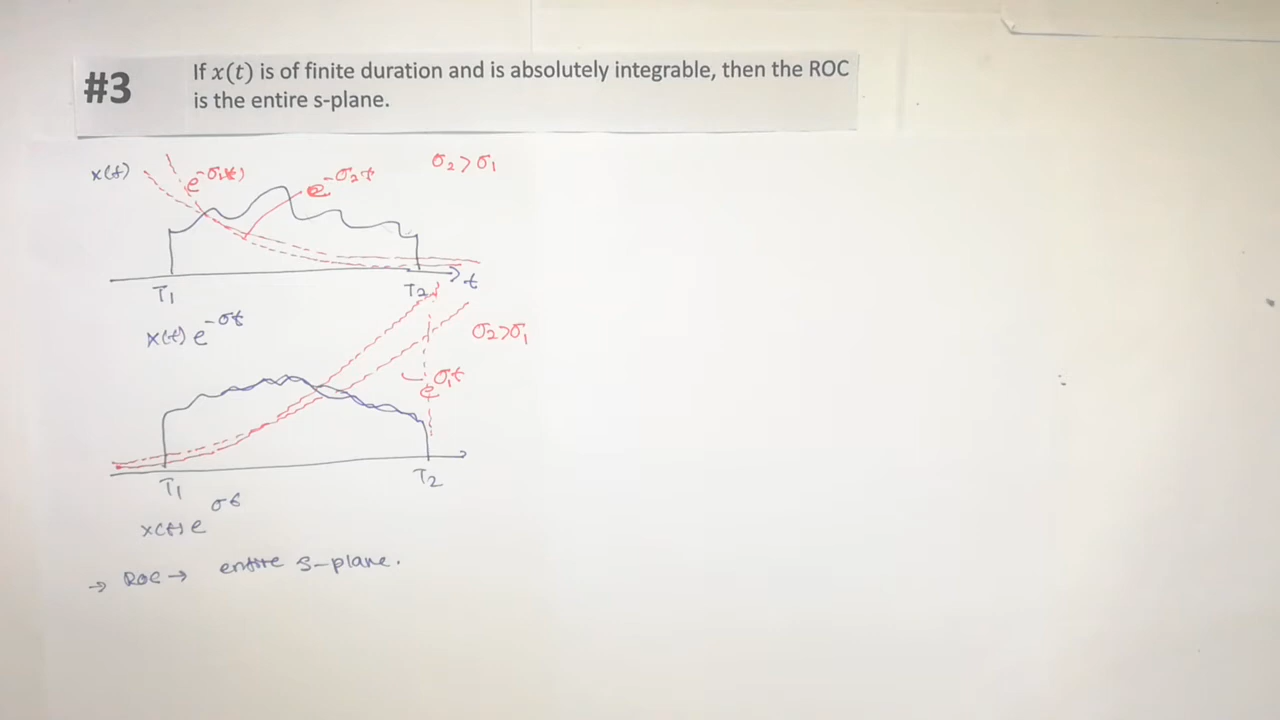 #3
If x(t) is of finite duration and is absolutely integrable, then the ROC
is the entire s-plane.
x(t)
e^-σ₁t)
e^-σ₂t
σ₂>σ₁
T₁
T₂
t
x(t) e^-σt
σ₂>σ₁
e^σ₁t
T₁
T₂
x(t) e^σt
→ ROC → entire s-plane.